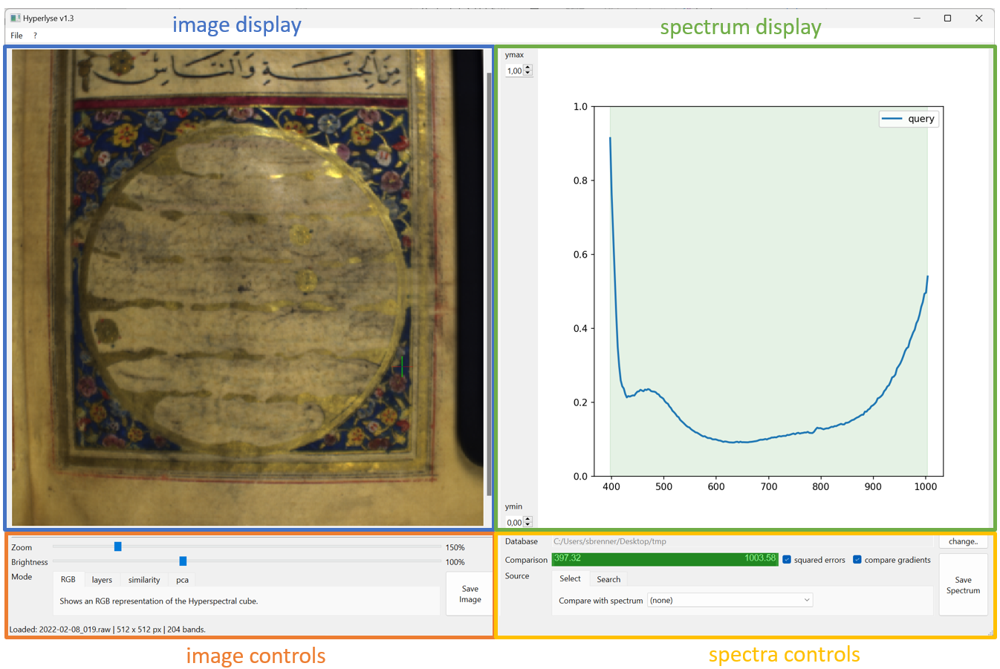 image display
spectrum display
Hyperlyse v1.3
File ?
مِنَ الْجِنَّةِ وَالنَّاسِ
ymax
1,00
1.0
0.8
0.6
0.4
0.2
0.0
query
400 500 600 700 800 900 1000
ymin
0,00
Zoom 150%
Brightness 100%
Mode RGB layers similarity pca
Shows an RGB representation of the Hyperspectral cube.
Save
Image
Loaded: 2022-02-08_019.raw | 512 x 512 px | 204 bands.
Database C:/Users/sbrenner/Desktop/tmp change..
Comparison 397.32 1003.58 squared errors compare gradients
Source Select Search
Compare with spectrum (none)
Save
Spectrum
image controls
spectra controls